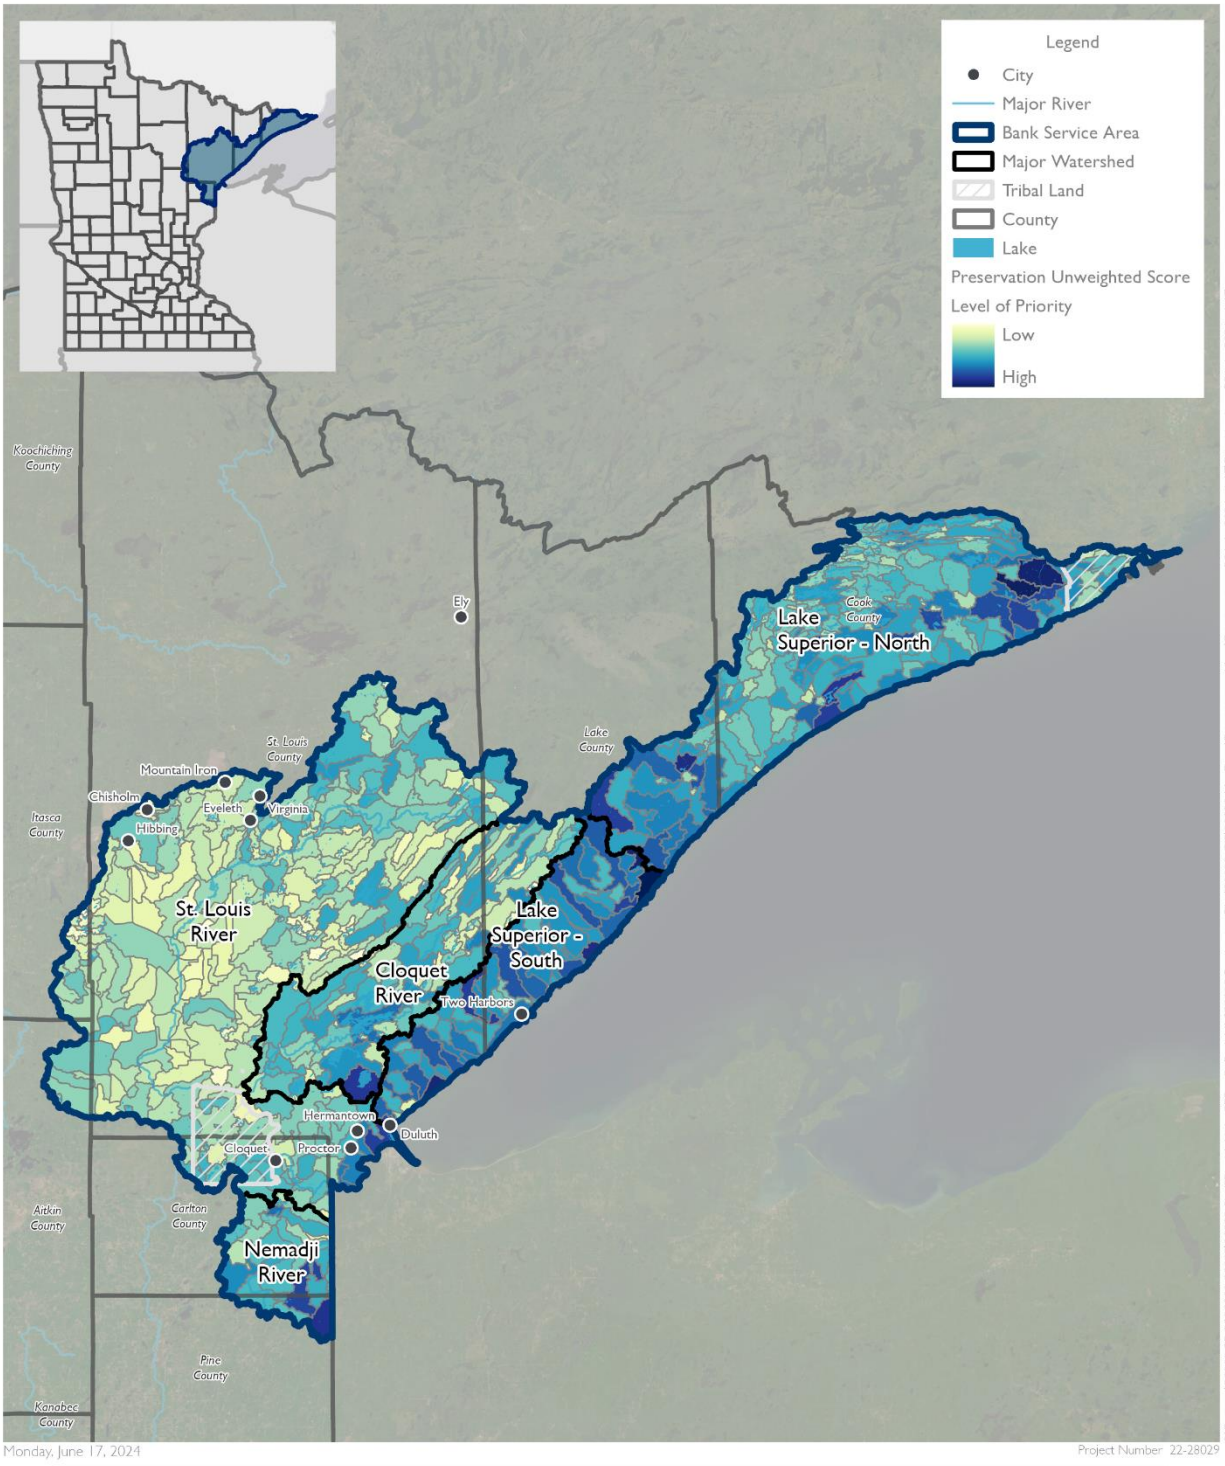 Legend
City
Major River
Bank Service Area
Major Watershed
Tribal Land
County
Lake
Preservation Unweighted Score
Level of Priority
Low
High
Koochiching
County
Ely
Cook
County
Lake
Superior - North
Lake
County
St. Louis
County
Mountain Iron
Chisholm
Eveleth
Virginia
Hibbing
Itasca
County
St. Louis
River
Lake
Superior -
South
Cloquet
River
Two Harbors
Hermantown
Duluth
Cloquet
Proctor
Aitkin
County
Carlton
County
Nemadji
River
Pine
County
Kanabec
County
Monday, June 17, 2024
Project Number 22-28029